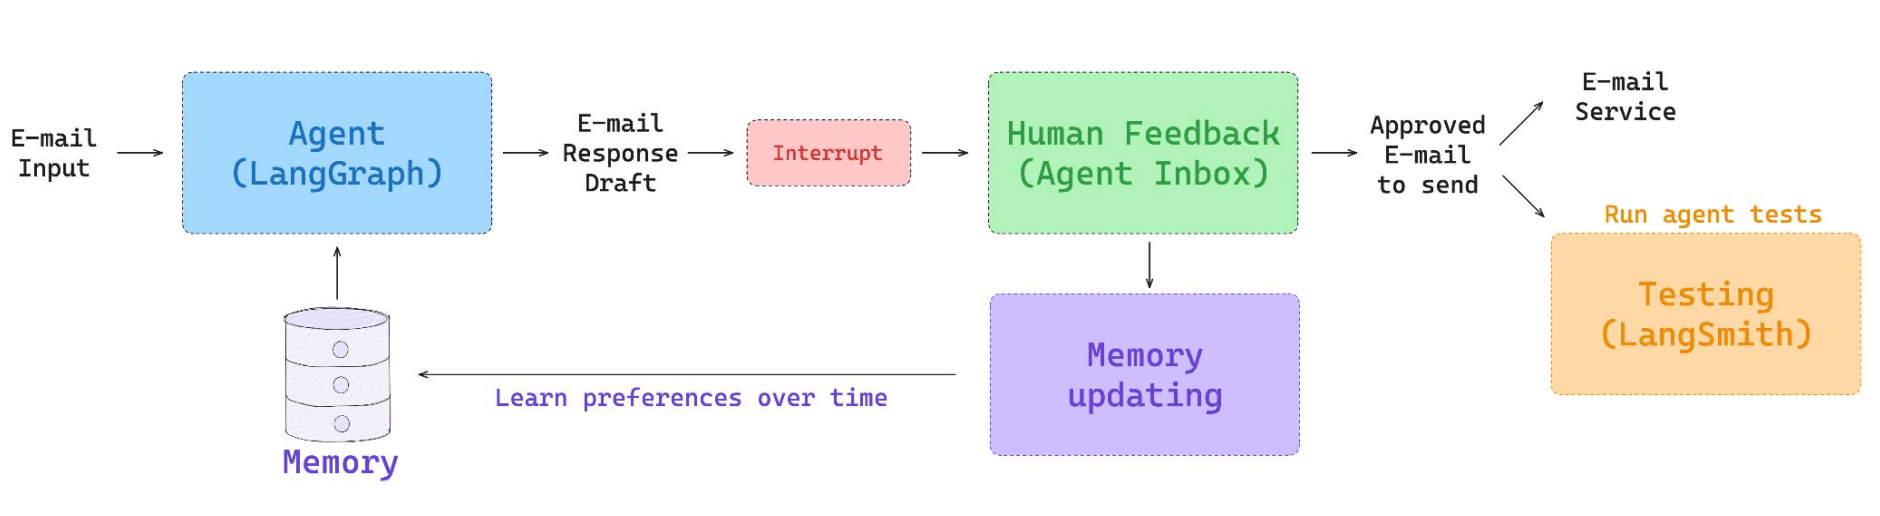 E-mail
Input
Agent
(LangGraph)
E-mail
Response
Draft
Interrupt
Human Feedback
(Agent Inbox)
Approved
E-mail
to send
E-mail
Service
Run agent tests
Testing
(LangSmith)
Memory
updating
Learn preferences over time
Memory